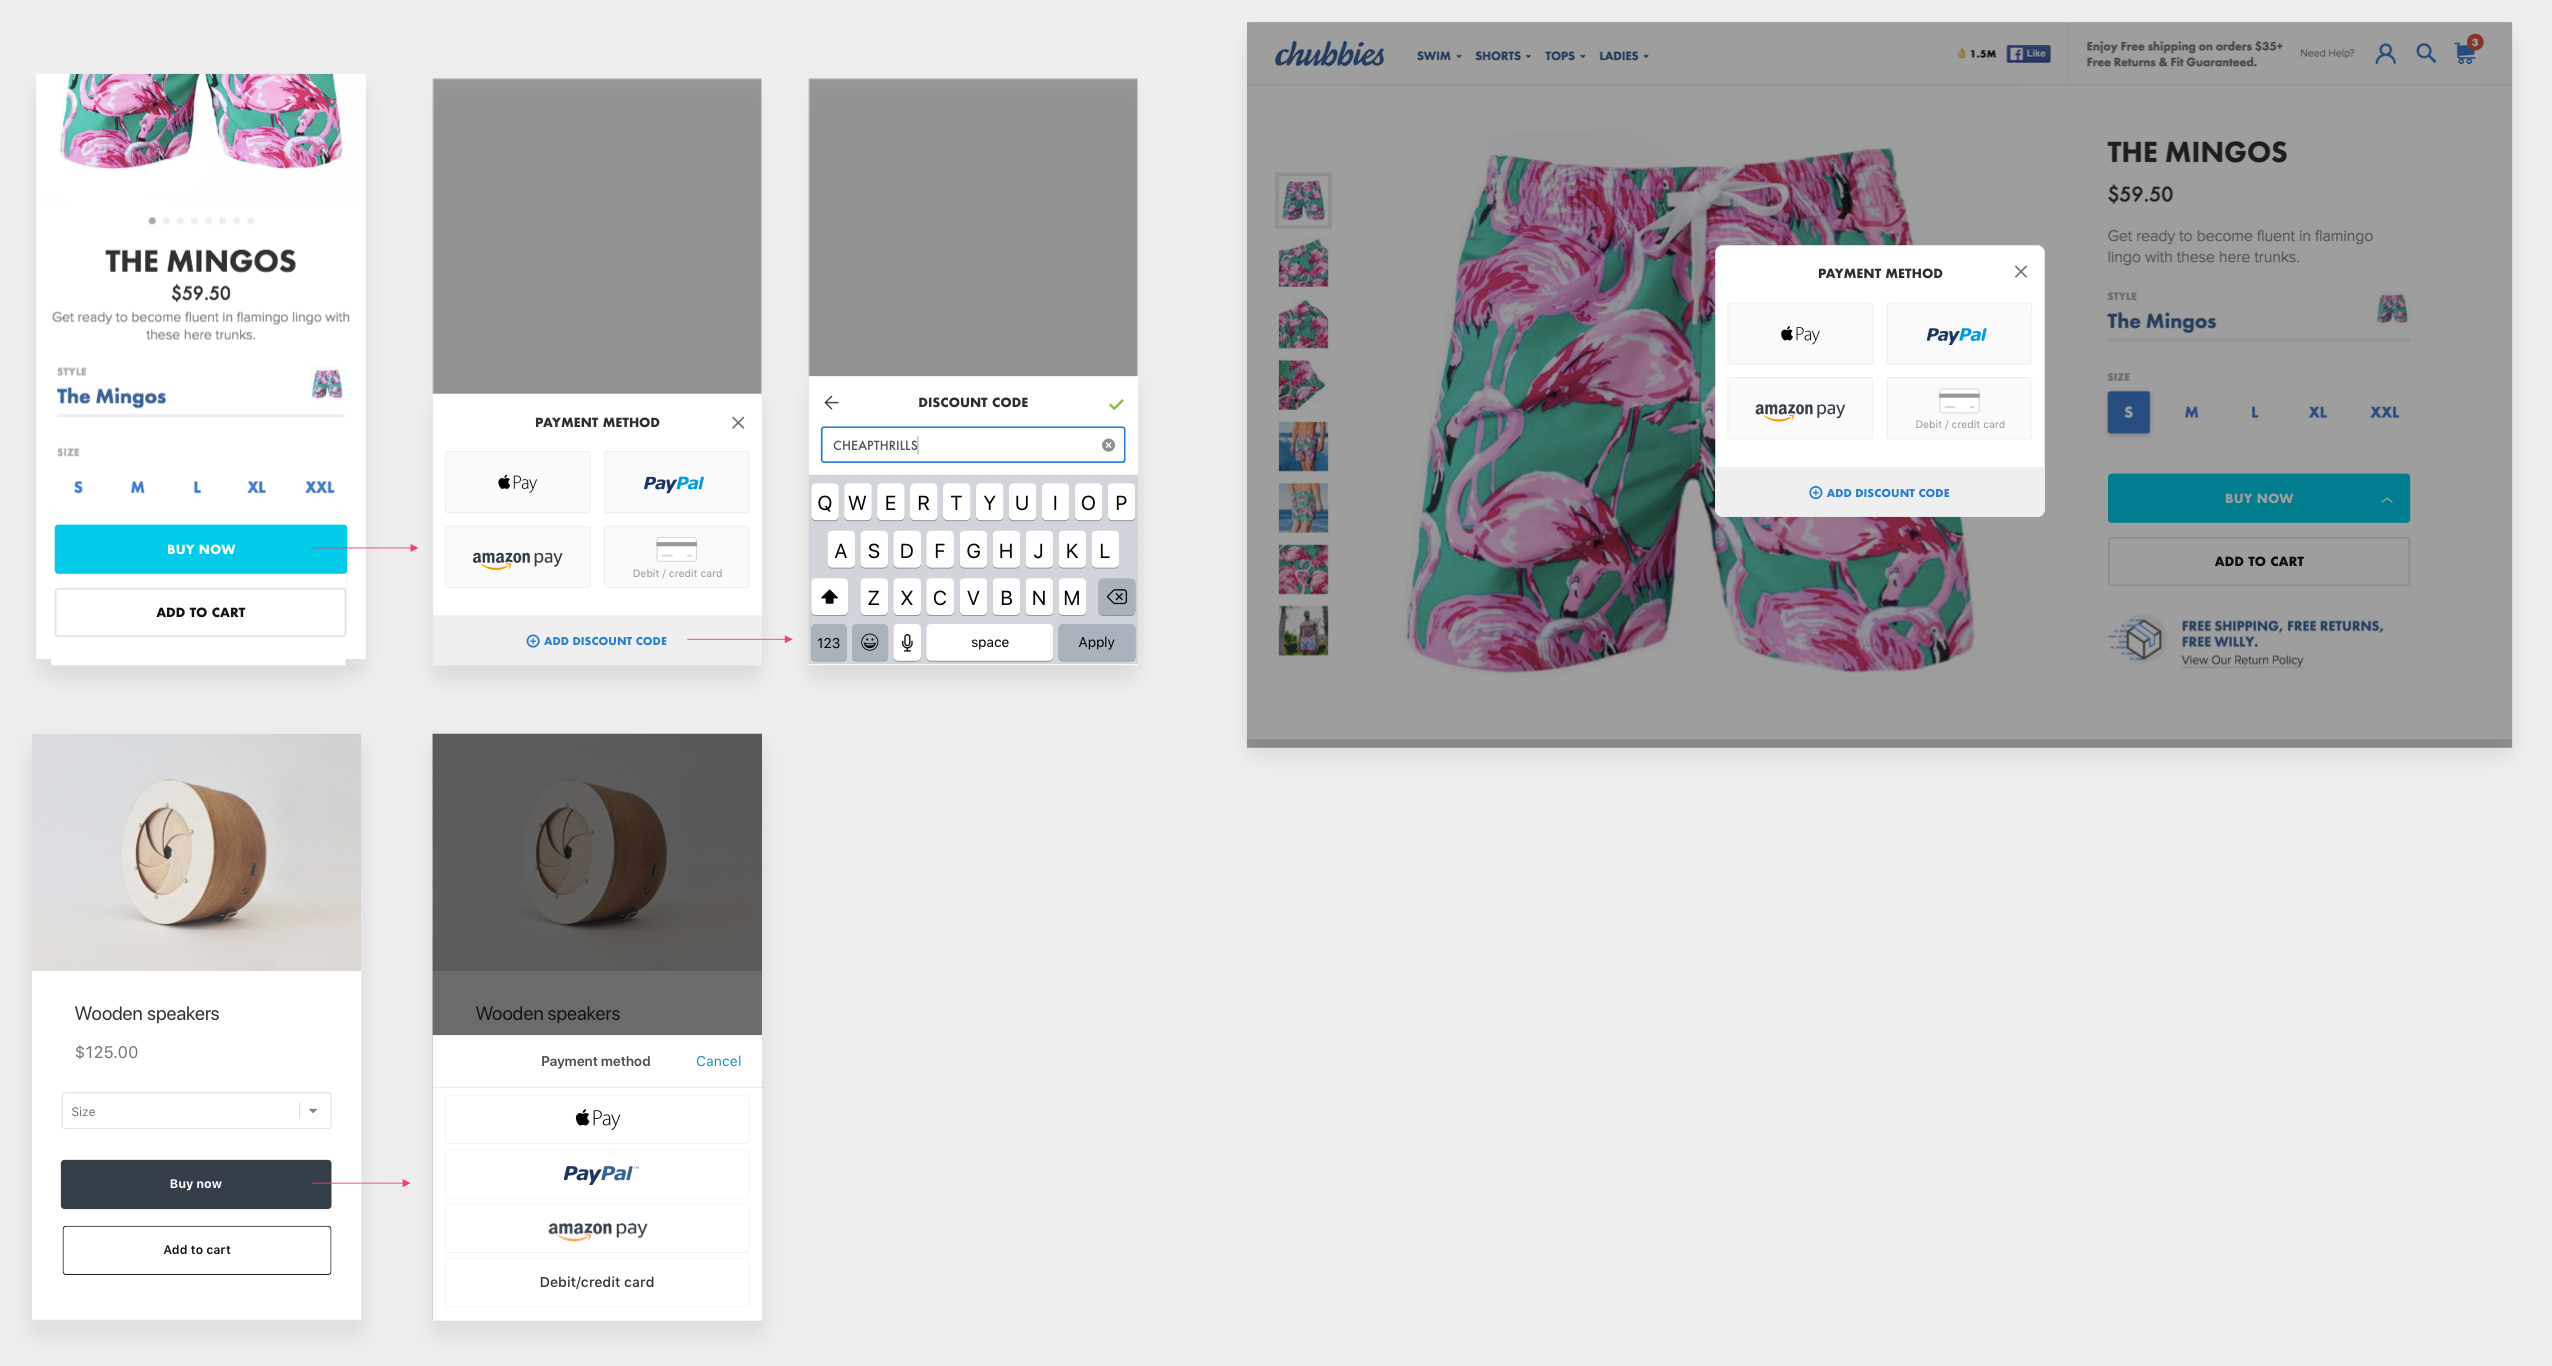 THE MINGOS
$59.50
Get ready to become fluent in flamingo lingo with
these here trunks.
STYLE
The Mingos
SIZE
S M L XL XXL
BUY NOW
ADD TO CART
PAYMENT METHOD
Pay
PayPal
amazon pay
Debit / credit card
ADD DISCOUNT CODE
DISCOUNT CODE
CHEAPTHRILLS
Q W E R T Y U I O P
A S D F G H J K L
Z X C V B N M
123 space Apply
chubbies
SWIM SHORTS TOPS LADIES
1.5M
Like
Enjoy Free shipping on orders $35+
Free Returns & Fit Guaranteed.
Need Help?
3
THE MINGOS
$59.50
Get ready to become fluent in flamingo
lingo with these here trunks.
STYLE
The Mingos
SIZE
S M L XL XXL
BUY NOW
ADD TO CART
FREE SHIPPING, FREE RETURNS,
FREE WILLY.
View Our Return Policy
PAYMENT METHOD
Pay
PayPal
amazon pay
Debit / credit card
ADD DISCOUNT CODE
Wooden speakers
$125.00
Size
Buy now
Add to cart
Wooden speakers
Payment method
Cancel
Pay
PayPal™
amazon pay
Debit/credit card